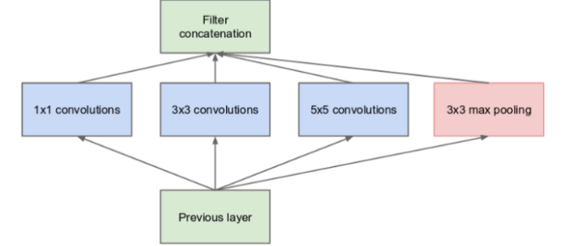 Filter
concatenation
1x1 convolutions
3x3 convolutions
5x5 convolutions
3x3 max pooling
Previous layer